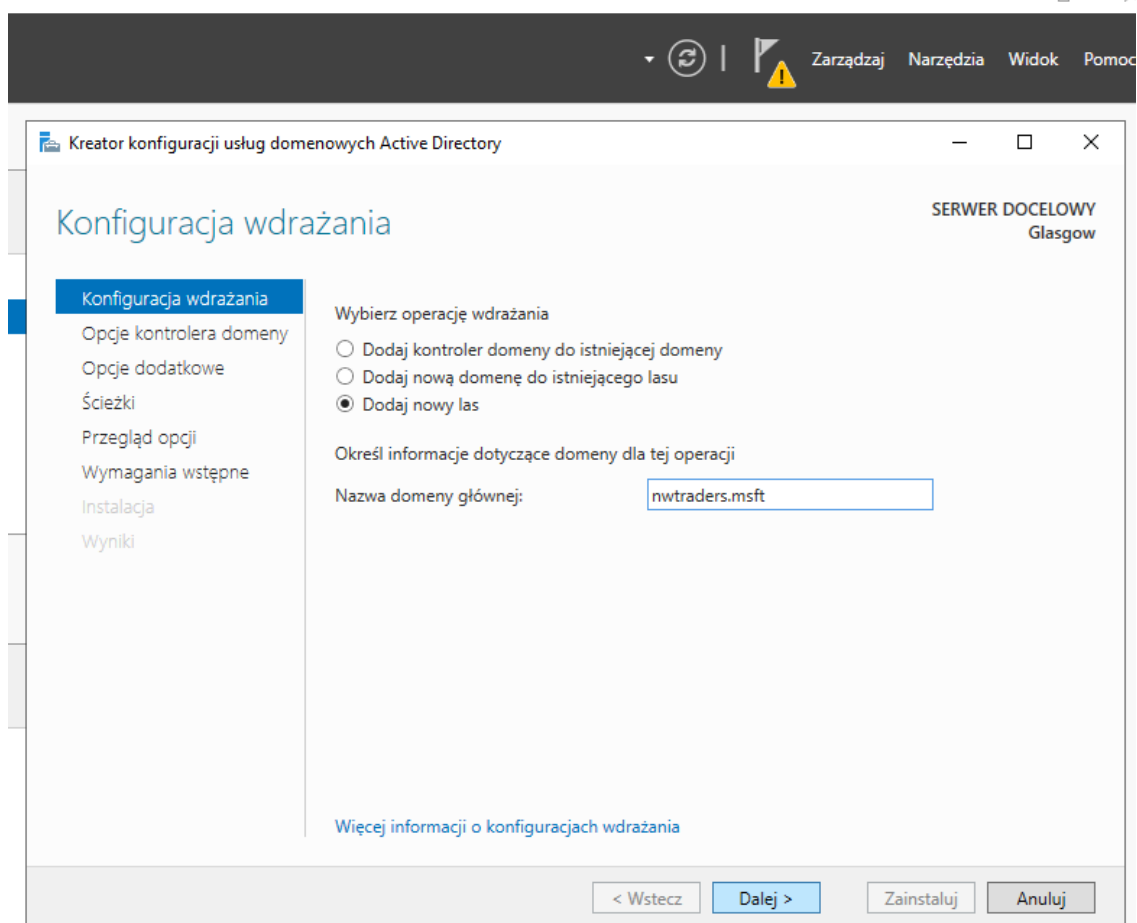 Zarządzaj Narzędzia Widok Pomoc
Kreator konfiguracji usług domenowych Active Directory
Konfiguracja wdrażania
SERWER DOCELOWY
Glasgow
Konfiguracja wdrażania
Opcje kontrolera domeny
Opcje dodatkowe
Ścieżki
Przegląd opcji
Wymagania wstępne
Instalacja
Wyniki
Wybierz operację wdrażania
Dodaj kontroler domeny do istniejącej domeny
Dodaj nową domenę do istniejącego lasu
Dodaj nowy las
Określ informacje dotyczące domeny dla tej operacji
Nazwa domeny głównej: nwtraders.msft
Więcej informacji o konfiguracjach wdrażania
< Wstecz Dalej > Zainstaluj Anuluj